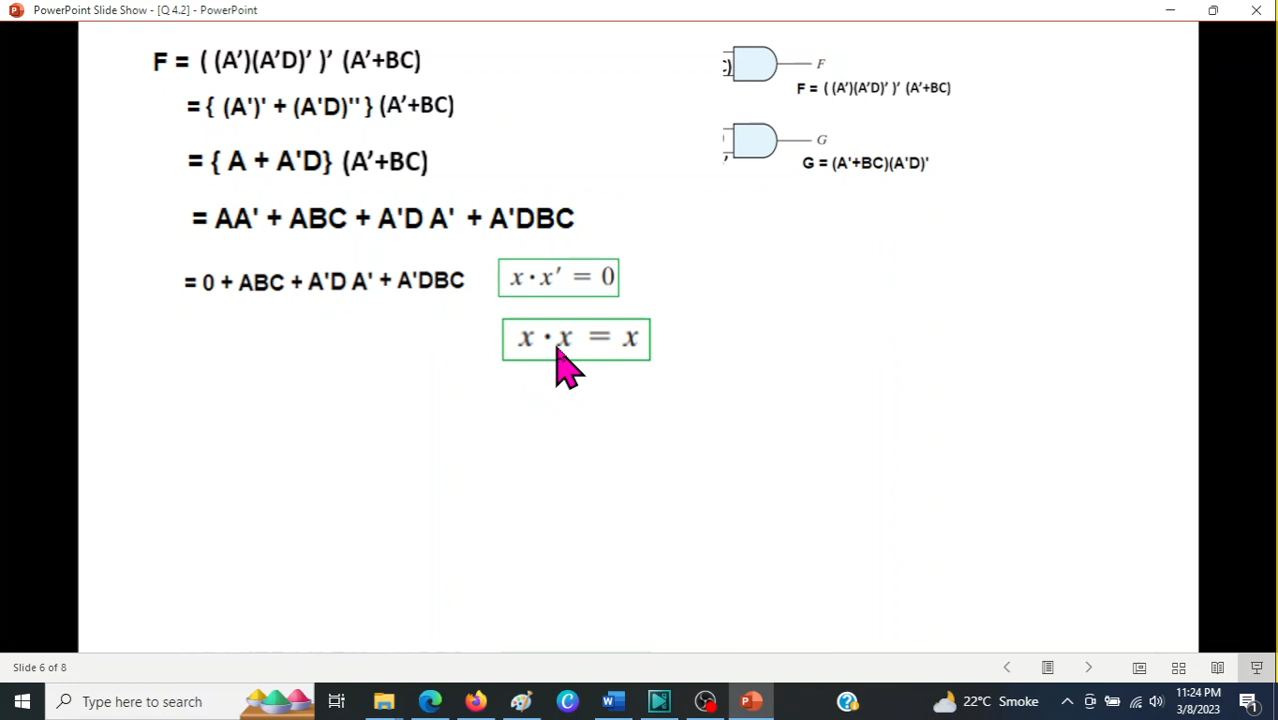 PowerPoint Slide Show - [Q 4.2] - PowerPoint
F = ( (A')(A'D)' )' (A'+BC)
= { (A')' + (A'D)'' } (A'+BC)
= { A + A'D} (A'+BC)
= AA' + ABC + A'D A' + A'DBC
= 0 + ABC + A'D A' + A'DBC
x · x' = 0
x · x = x
F
F = ( (A')(A'D)' )' (A'+BC)
G
G = (A'+BC)(A'D)'
Slide 6 of 8
Type here to search
22°C Smoke
11:24 PM
3/8/2023
1